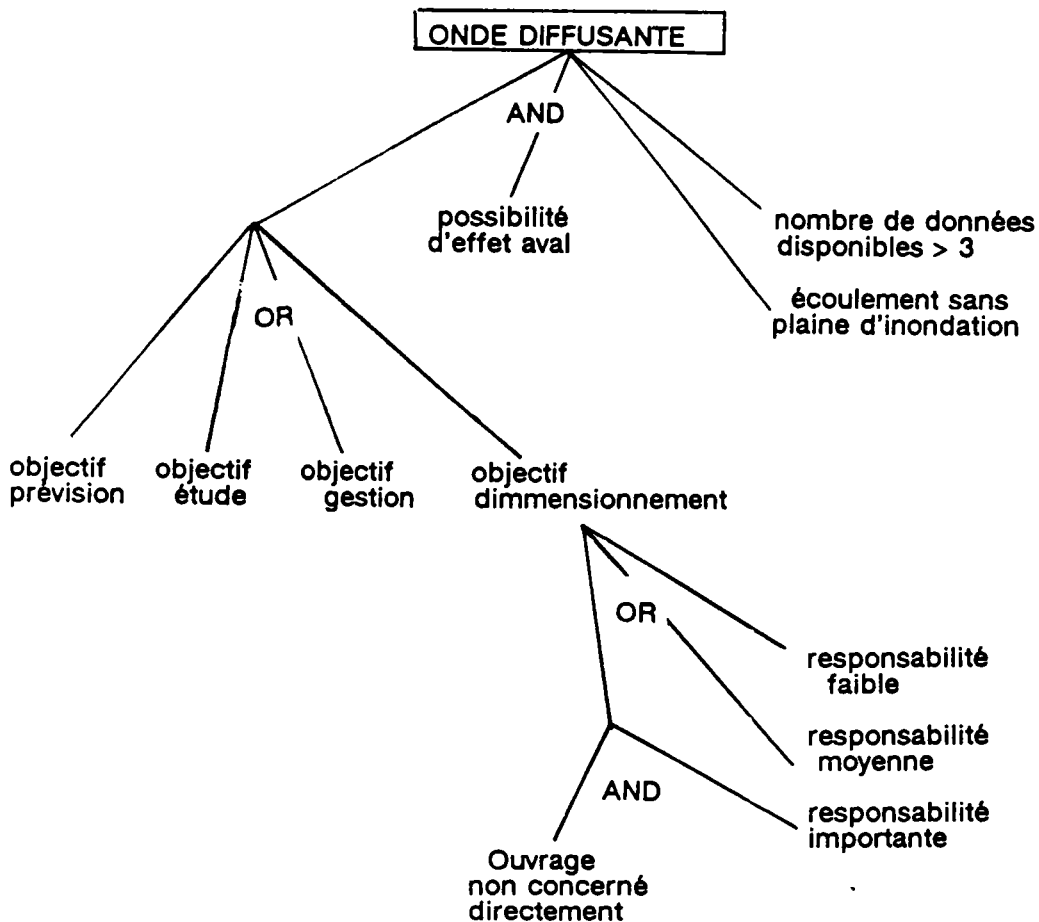 ONDE DIFFUSANTE
AND
possibilité
d'effet aval
nombre de données
disponibles > 3
écoulement sans
plaine d'inondation
OR
objectif
prévision
objectif
étude
objectif
gestion
objectif
dimmensionnement
OR
responsabilité
faible
responsabilité
moyenne
AND
responsabilité
importante
Ouvrage
non concerné
directement